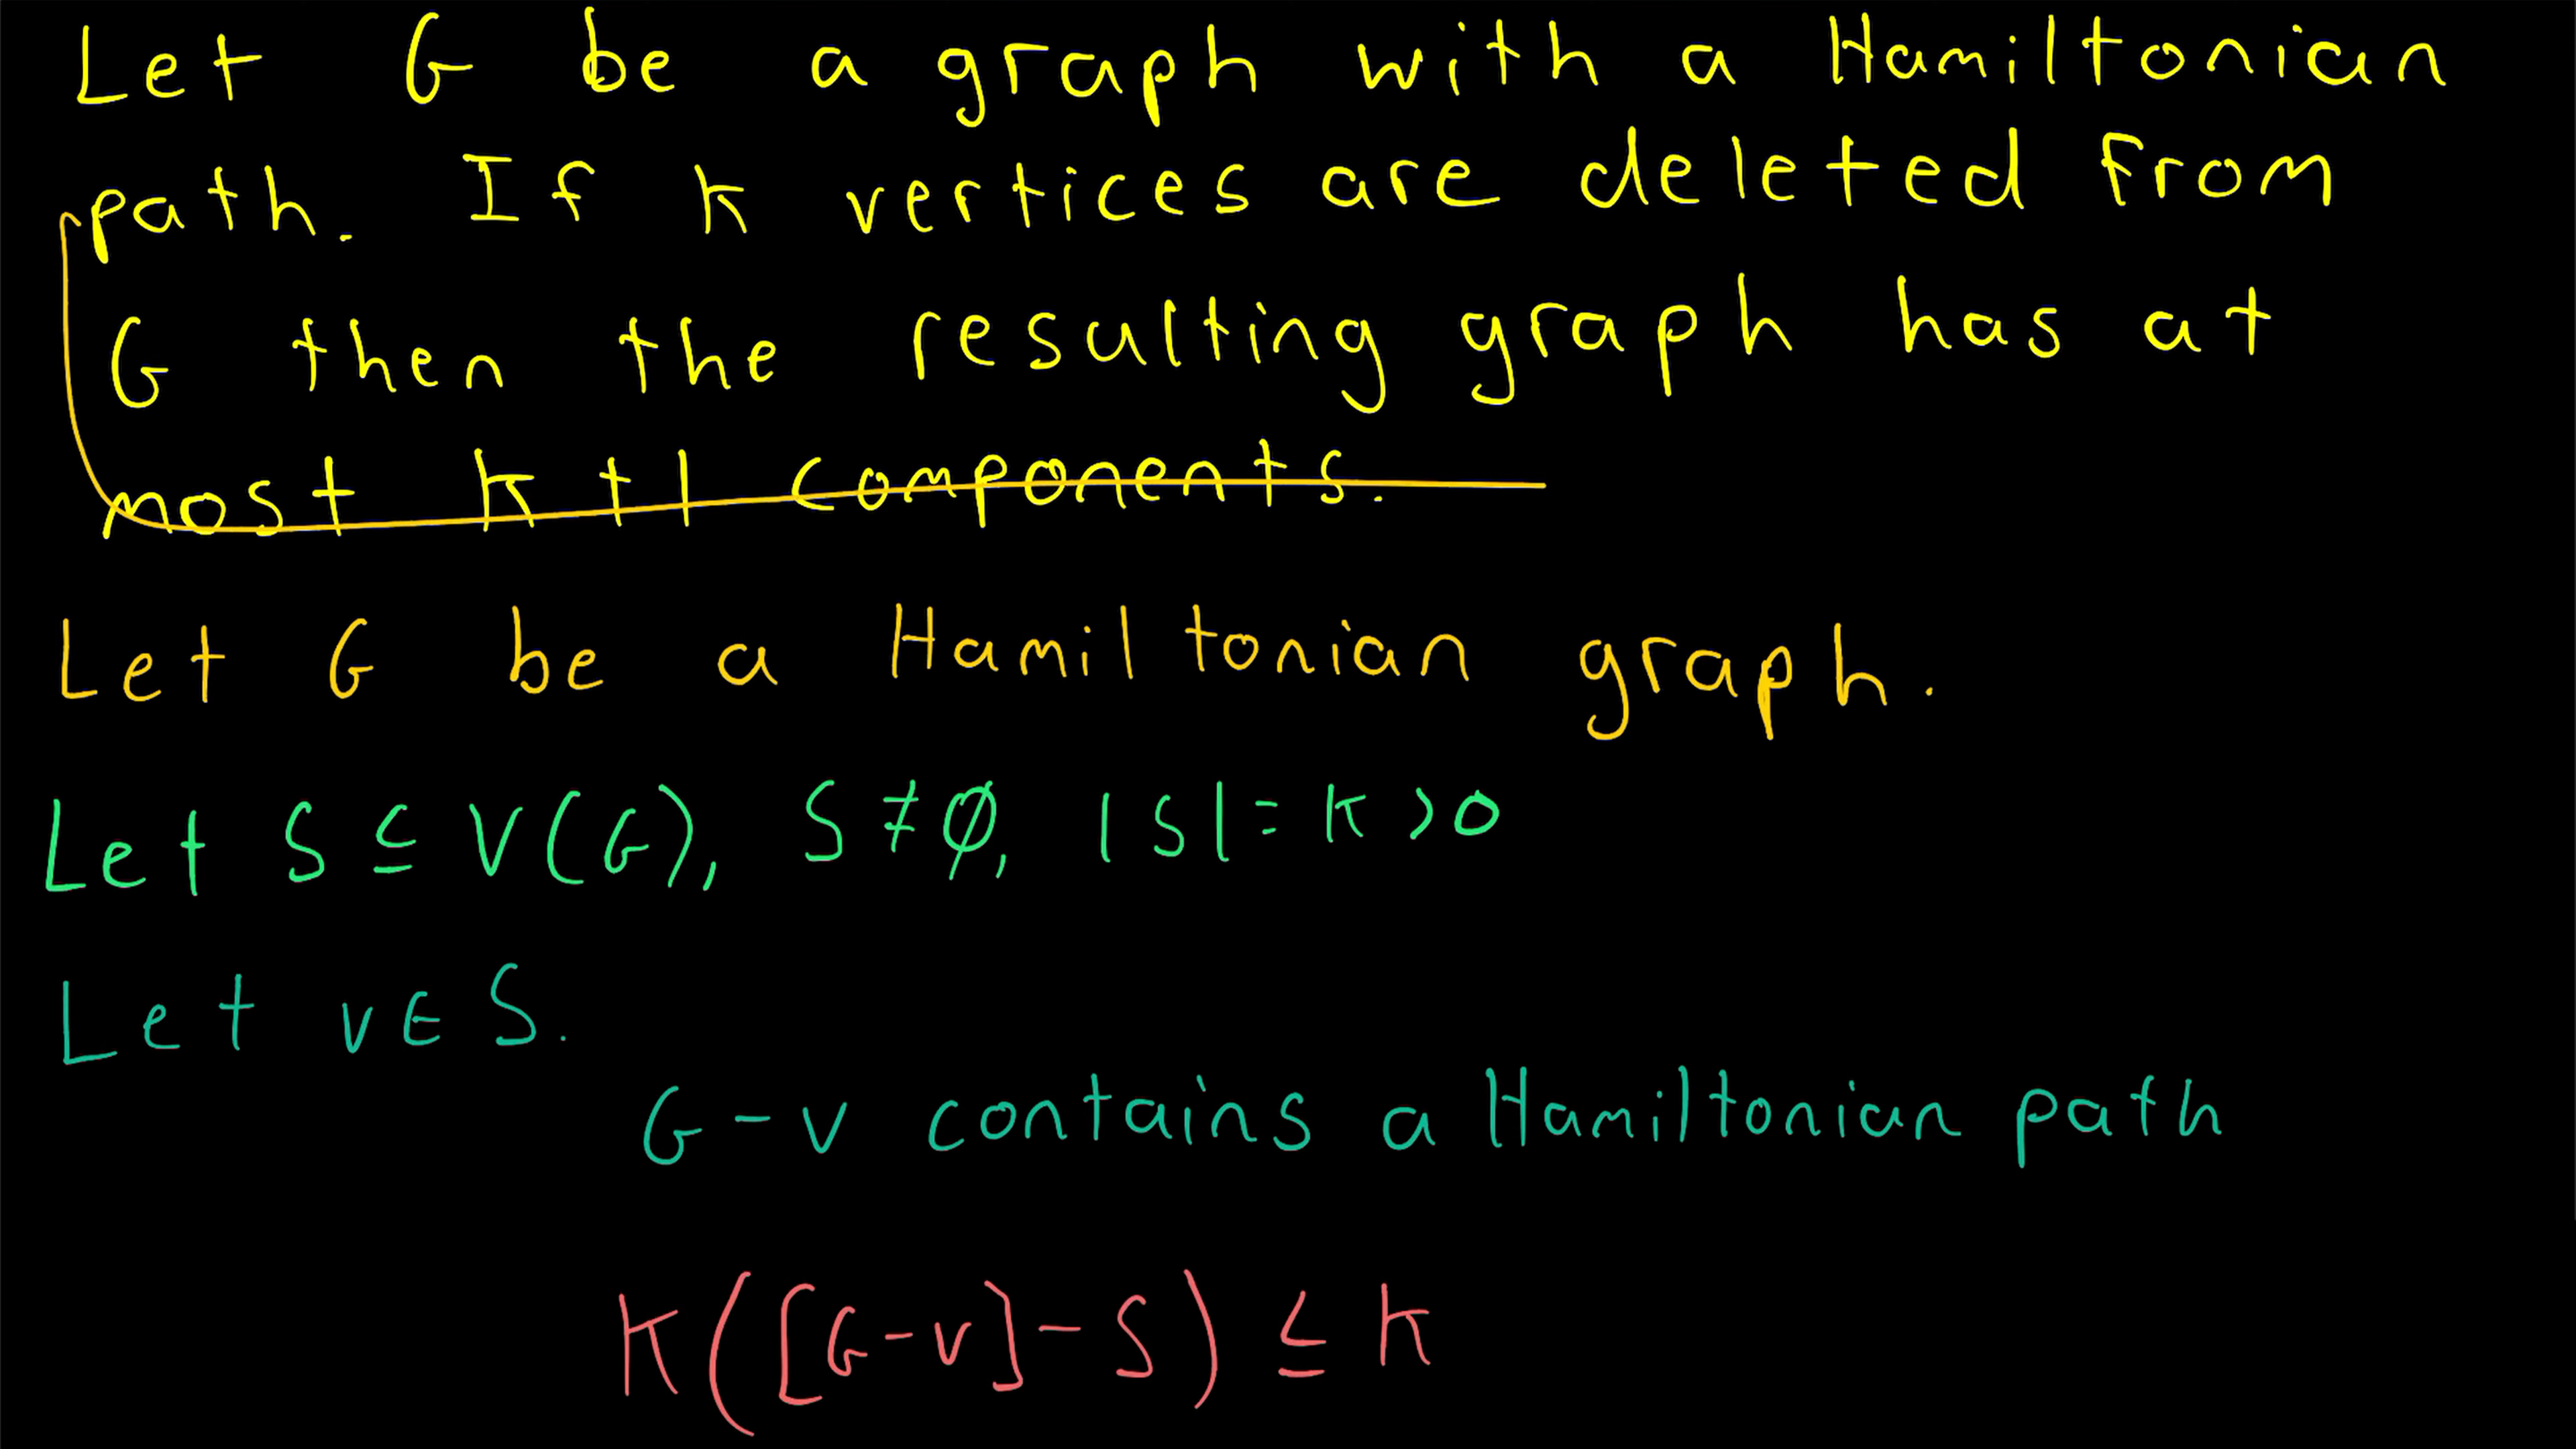 Let G be a graph with a Hamiltonian
path. If k vertices are deleted from
G then the resulting graph has at
most k+1 components.
Let G be a Hamiltonian graph.
Let S ⊆ V(G), S ≠ ∅, |S| = k > 0
Let v ∈ S.
G - v contains a Hamiltonian path
K([G-v]-S) ≤ k